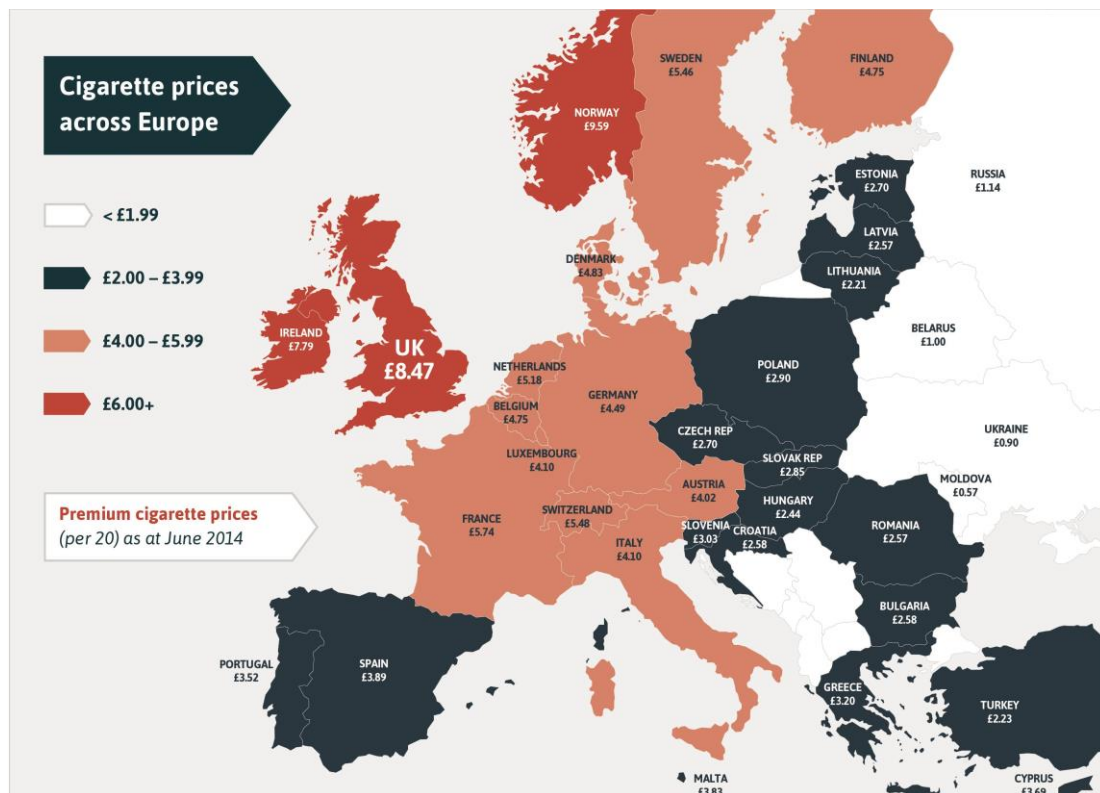 Cigarette prices
across Europe
< £1.99
£2.00 – £3.99
£4.00 – £5.99
£6.00+
Premium cigarette prices
(per 20) as at June 2014
SWEDEN
£5.46
FINLAND
£4.75
NORWAY
£9.59
ESTONIA
£2.70
RUSSIA
£1.14
LATVIA
£2.57
DENMARK
£4.83
LITHUANIA
£2.21
IRELAND
£7.79
UK
£8.47
BELARUS
£1.00
NETHERLANDS
£5.18
POLAND
£2.90
GERMANY
£4.49
BELGIUM
£4.75
CZECH REP
£2.70
UKRAINE
£0.90
LUXEMBOURG
£4.10
SLOVAK REP
£2.85
MOLDOVA
£0.57
AUSTRIA
£4.02
HUNGARY
£2.44
FRANCE
£5.74
SWITZERLAND
£5.48
SLOVENIA
£3.03
CROATIA
£2.58
ROMANIA
£2.57
ITALY
£4.10
BULGARIA
£2.58
PORTUGAL
£3.52
SPAIN
£3.89
GREECE
£3.20
TURKEY
£2.23
MALTA
£3.83
CYPRUS
£3.69